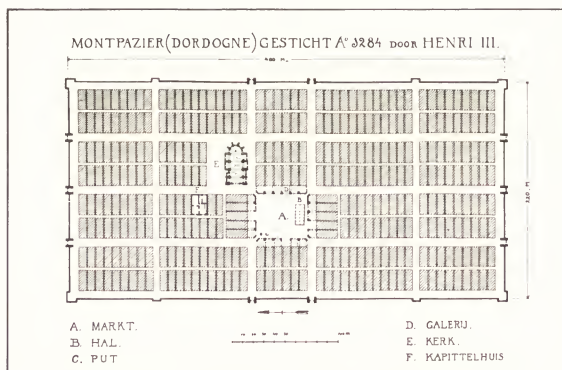 MONTPAZIER (DORDOGNE) GESTICHT Aº 1284 DOOR HENRI III.
E
D
B
A.
A. MARKT.
B. HAL.
C. PUT
D. GALERIJ.
E. KERK.
F. KAPITTELHUIS